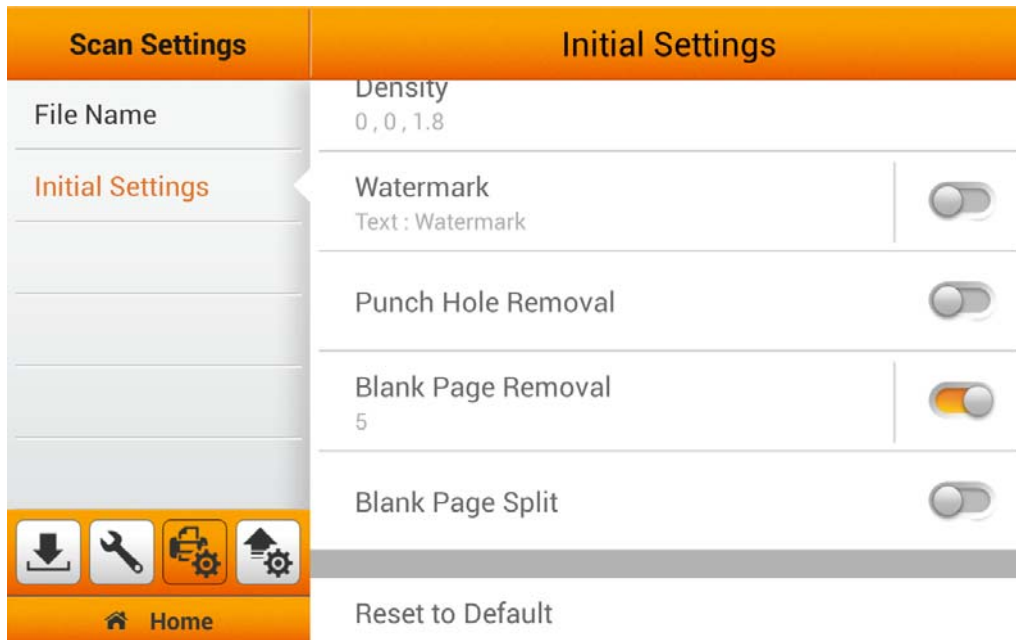 Scan Settings
Initial Settings
File Name
Initial Settings
Home
Density
0 , 0 , 1.8
Watermark
Text : Watermark
Punch Hole Removal
Blank Page Removal
5
Blank Page Split
Reset to Default